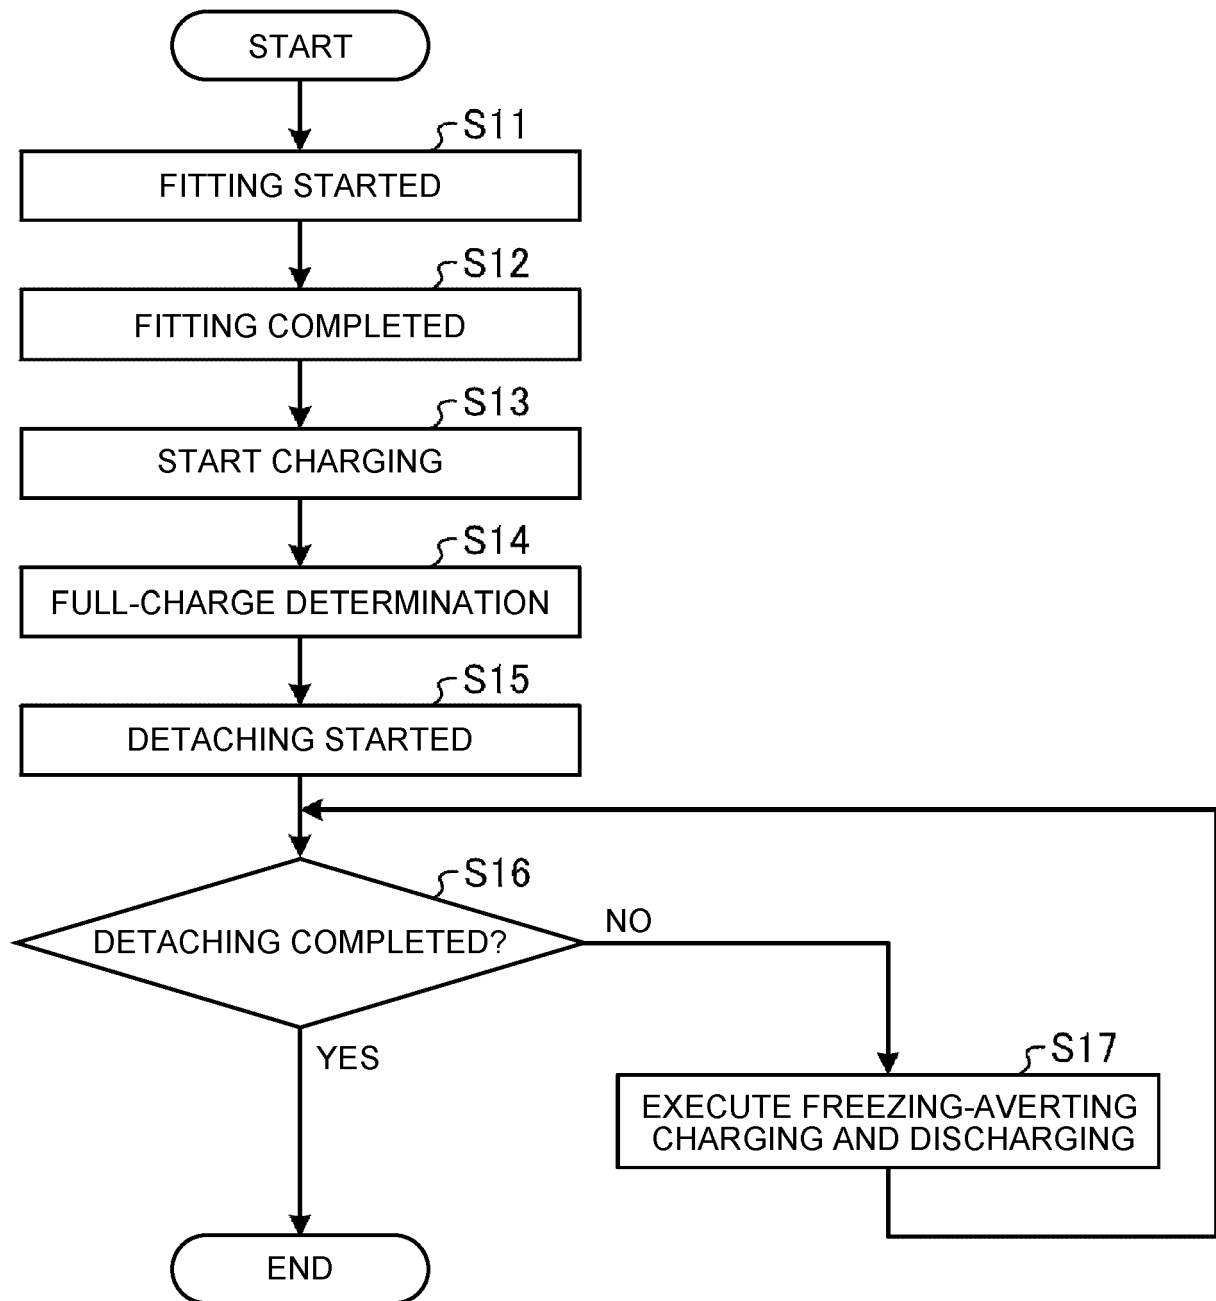 START
S11
FITTING STARTED
S12
FITTING COMPLETED
S13
START CHARGING
S14
FULL-CHARGE DETERMINATION
S15
DETACHING STARTED
S16
DETACHING COMPLETED?
NO
YES
S17
EXECUTE FREEZING-AVERTING
CHARGING AND DISCHARGING
END